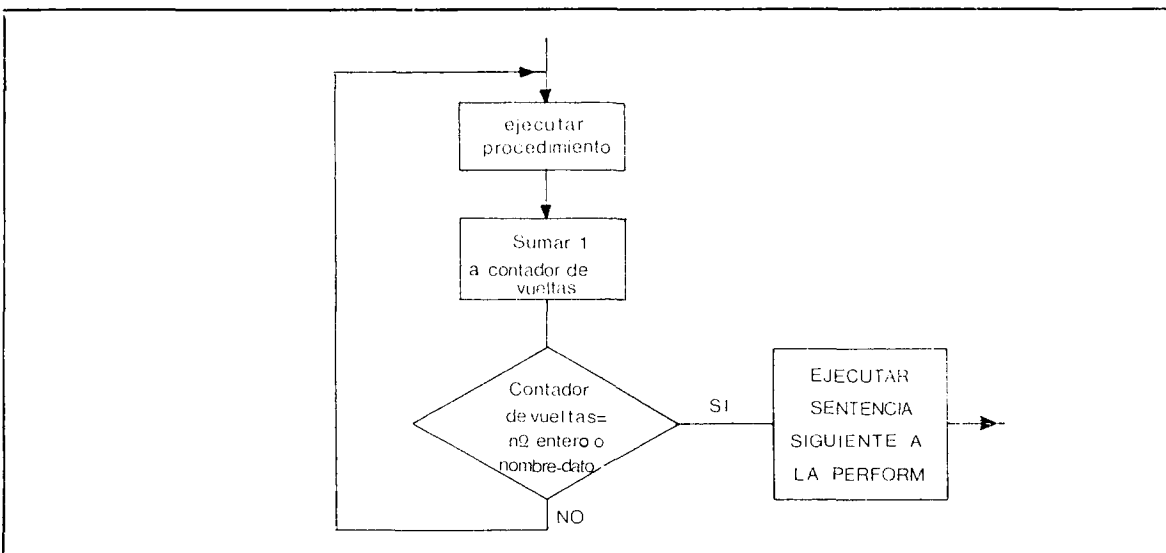 ejecutar
procedimiento
Sumar 1
a contador de
vueltas
Contador
de vueltas=
nº entero o
nombre-dato
SI
NO
EJECUTAR
SENTENCIA
SIGUIENTE A
LA PERFORM